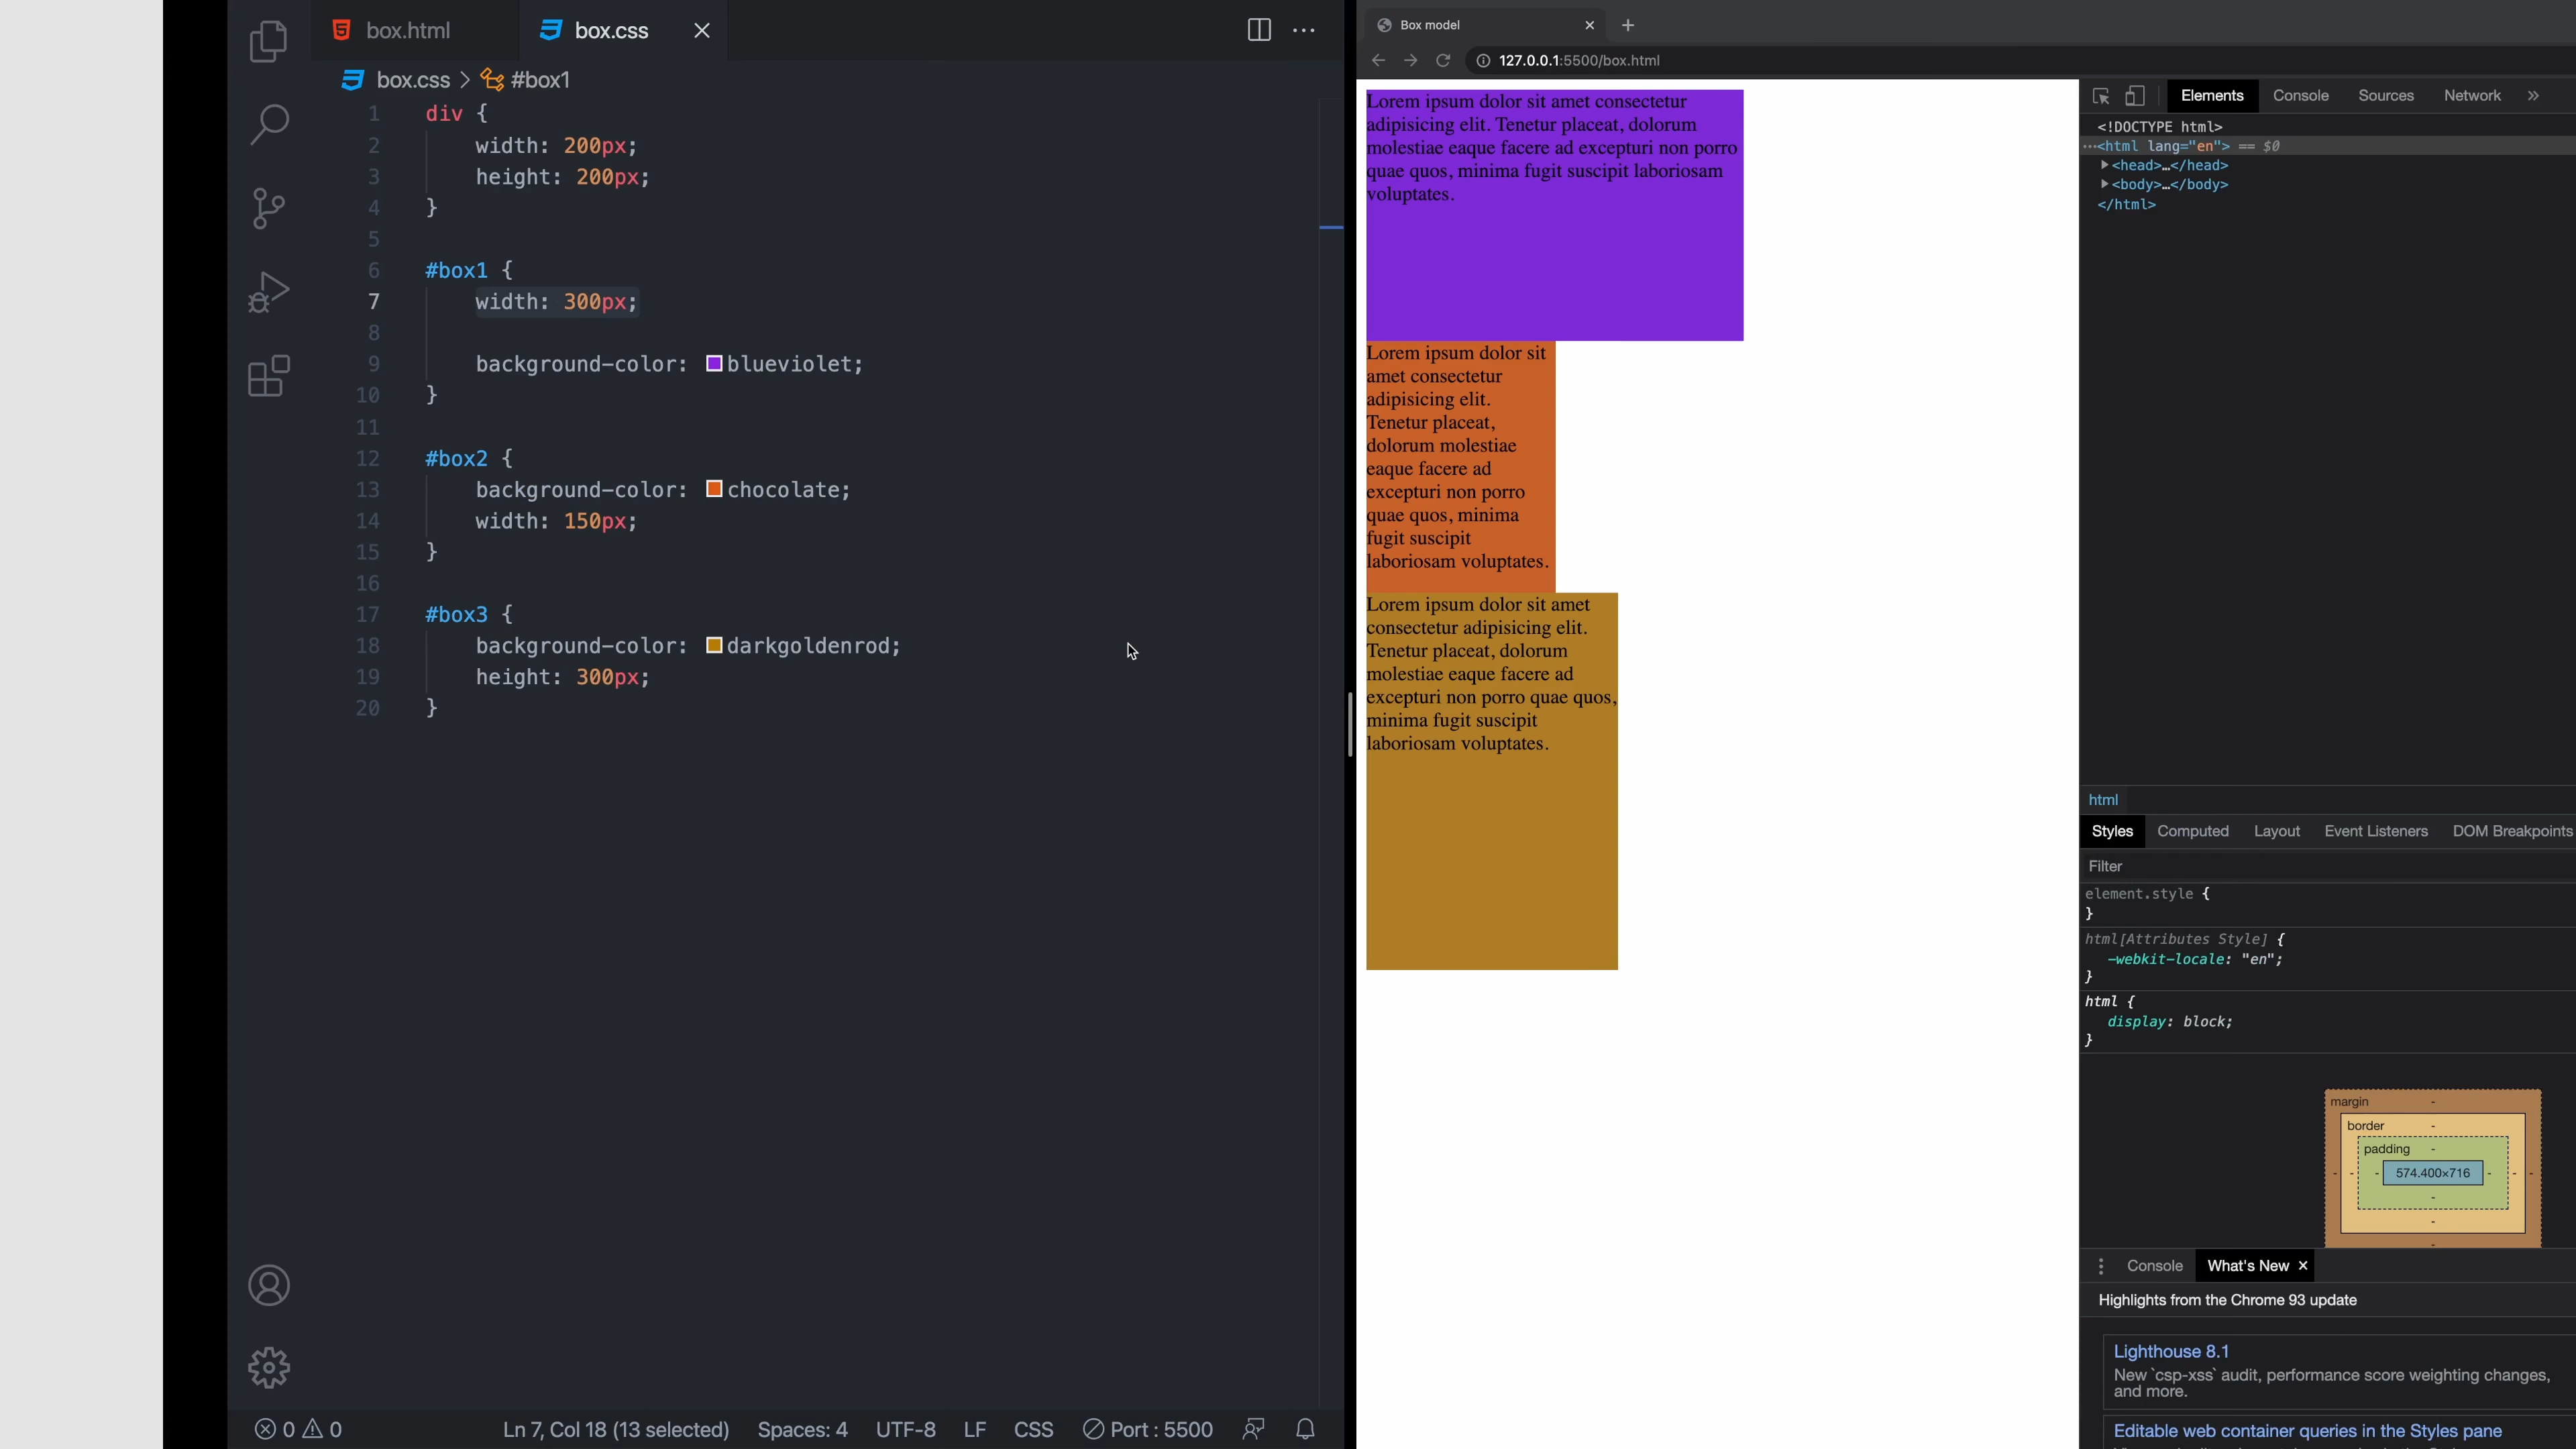 box.html
box.css
box.css > #box1
1 div {
2 width: 200px;
3 height: 200px;
4 }
5
6 #box1 {
7 width: 300px;
8
9 background-color: blueviolet;
10 }
11
12 #box2 {
13 background-color: chocolate;
14 width: 150px;
15 }
16
17 #box3 {
18 background-color: darkgoldenrod;
19 height: 300px;
20 }
0 0 Ln 7, Col 18 (13 selected) Spaces: 4 UTF-8 LF CSS Port : 5500
Box model
127.0.0.1:5500/box.html
Lorem ipsum dolor sit amet consectetur
adipisicing elit. Tenetur placeat, dolorum
molestiae eaque facere ad excepturi non porro
quae quos, minima fugit suscipit laboriosam
voluptates.
Lorem ipsum dolor sit
amet consectetur
adipisicing elit.
Tenetur placeat,
dolorum molestiae
eaque facere ad
excepturi non porro
quae quos, minima
fugit suscipit
laboriosam voluptates.
Lorem ipsum dolor sit amet
consectetur adipisicing elit.
Tenetur placeat, dolorum
molestiae eaque facere ad
excepturi non porro quae quos,
minima fugit suscipit
laboriosam voluptates.
Elements Console Sources Network »
<!DOCTYPE html>
…<html lang="en"> == $0
<head>…</head>
<body>…</body>
</html>
html
Styles Computed Layout Event Listeners DOM Breakpoints
Filter
element.style {
}
html[Attributes Style] {
-webkit-locale: "en";
}
html {
display: block;
}
margin -
border -
padding -
- - - 574.400×716 - - -
-
-
-
Console What's New
Highlights from the Chrome 93 update
Lighthouse 8.1
New `csp-xss` audit, performance score weighting changes,
and more.
Editable web container queries in the Styles pane